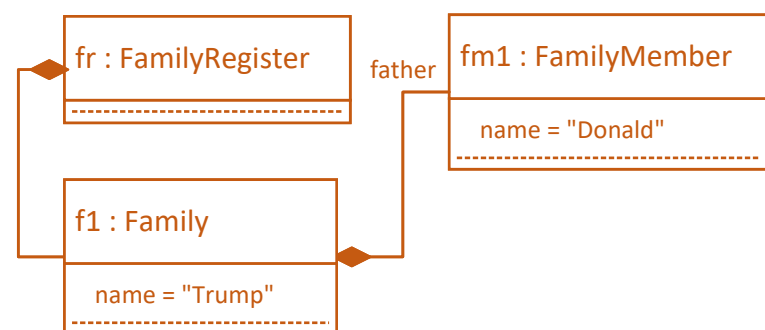 fr : FamilyRegister
father
fm1 : FamilyMember
name = "Donald"
f1 : Family
name = "Trump"